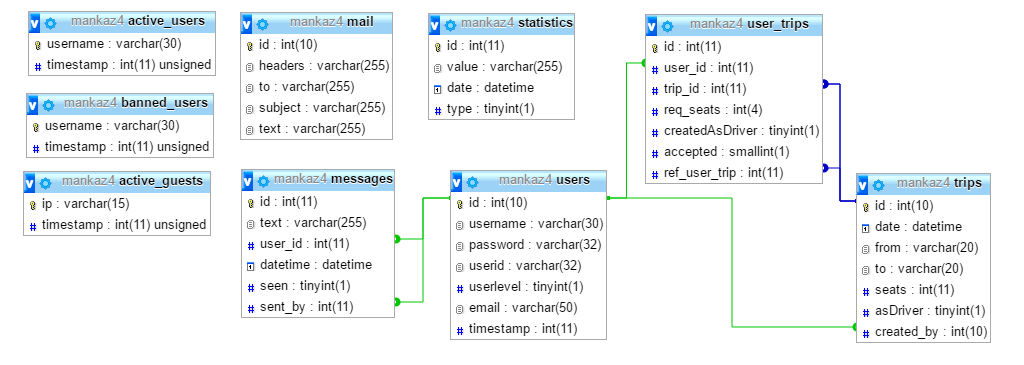 mankaz4 active_users
username : varchar(30)
timestamp : int(11) unsigned
mankaz4 banned_users
username : varchar(30)
timestamp : int(11) unsigned
mankaz4 active_guests
ip : varchar(15)
timestamp : int(11) unsigned
mankaz4 mail
id : int(10)
headers : varchar(255)
to : varchar(255)
subject : varchar(255)
text : varchar(255)
mankaz4 messages
id : int(11)
text : varchar(255)
user_id : int(11)
datetime : datetime
seen : tinyint(1)
sent_by : int(11)
mankaz4 statistics
id : int(11)
value : varchar(255)
date : datetime
type : tinyint(1)
mankaz4 users
id : int(10)
username : varchar(30)
password : varchar(32)
userid : varchar(32)
userlevel : tinyint(1)
email : varchar(50)
timestamp : int(11)
mankaz4 user_trips
id : int(11)
user_id : int(11)
trip_id : int(11)
req_seats : int(4)
createdAsDriver : tinyint(1)
accepted : smallint(1)
ref_user_trip : int(11)
mankaz4 trips
id : int(10)
date : datetime
from : varchar(20)
to : varchar(20)
seats : int(11)
asDriver : tinyint(1)
created_by : int(10)